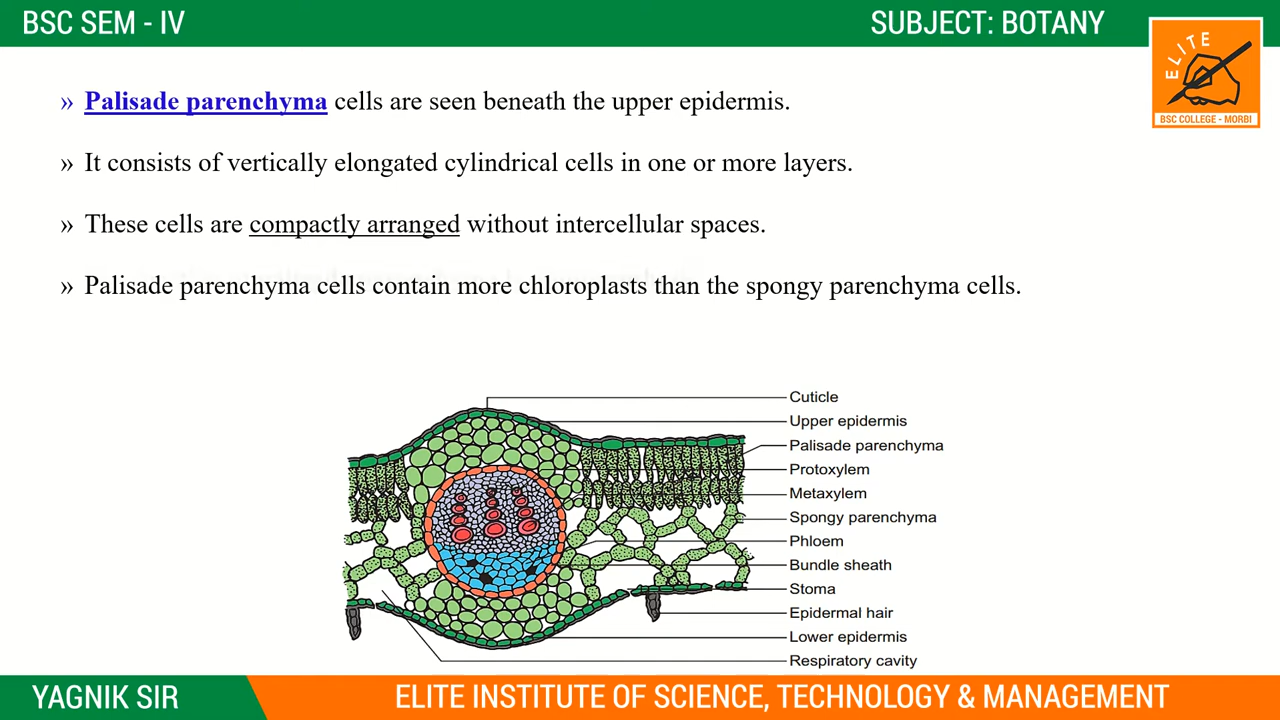 BSC SEM - IV
SUBJECT: BOTANY
ELITE
BSC COLLEGE - MORBI
» Palisade parenchyma cells are seen beneath the upper epidermis.
» It consists of vertically elongated cylindrical cells in one or more layers.
» These cells are compactly arranged without intercellular spaces.
» Palisade parenchyma cells contain more chloroplasts than the spongy parenchyma cells.
Cuticle
Upper epidermis
Palisade parenchyma
Protoxylem
Metaxylem
Spongy parenchyma
Phloem
Bundle sheath
Stoma
Epidermal hair
Lower epidermis
Respiratory cavity
YAGNIK SIR
ELITE INSTITUTE OF SCIENCE, TECHNOLOGY & MANAGEMENT